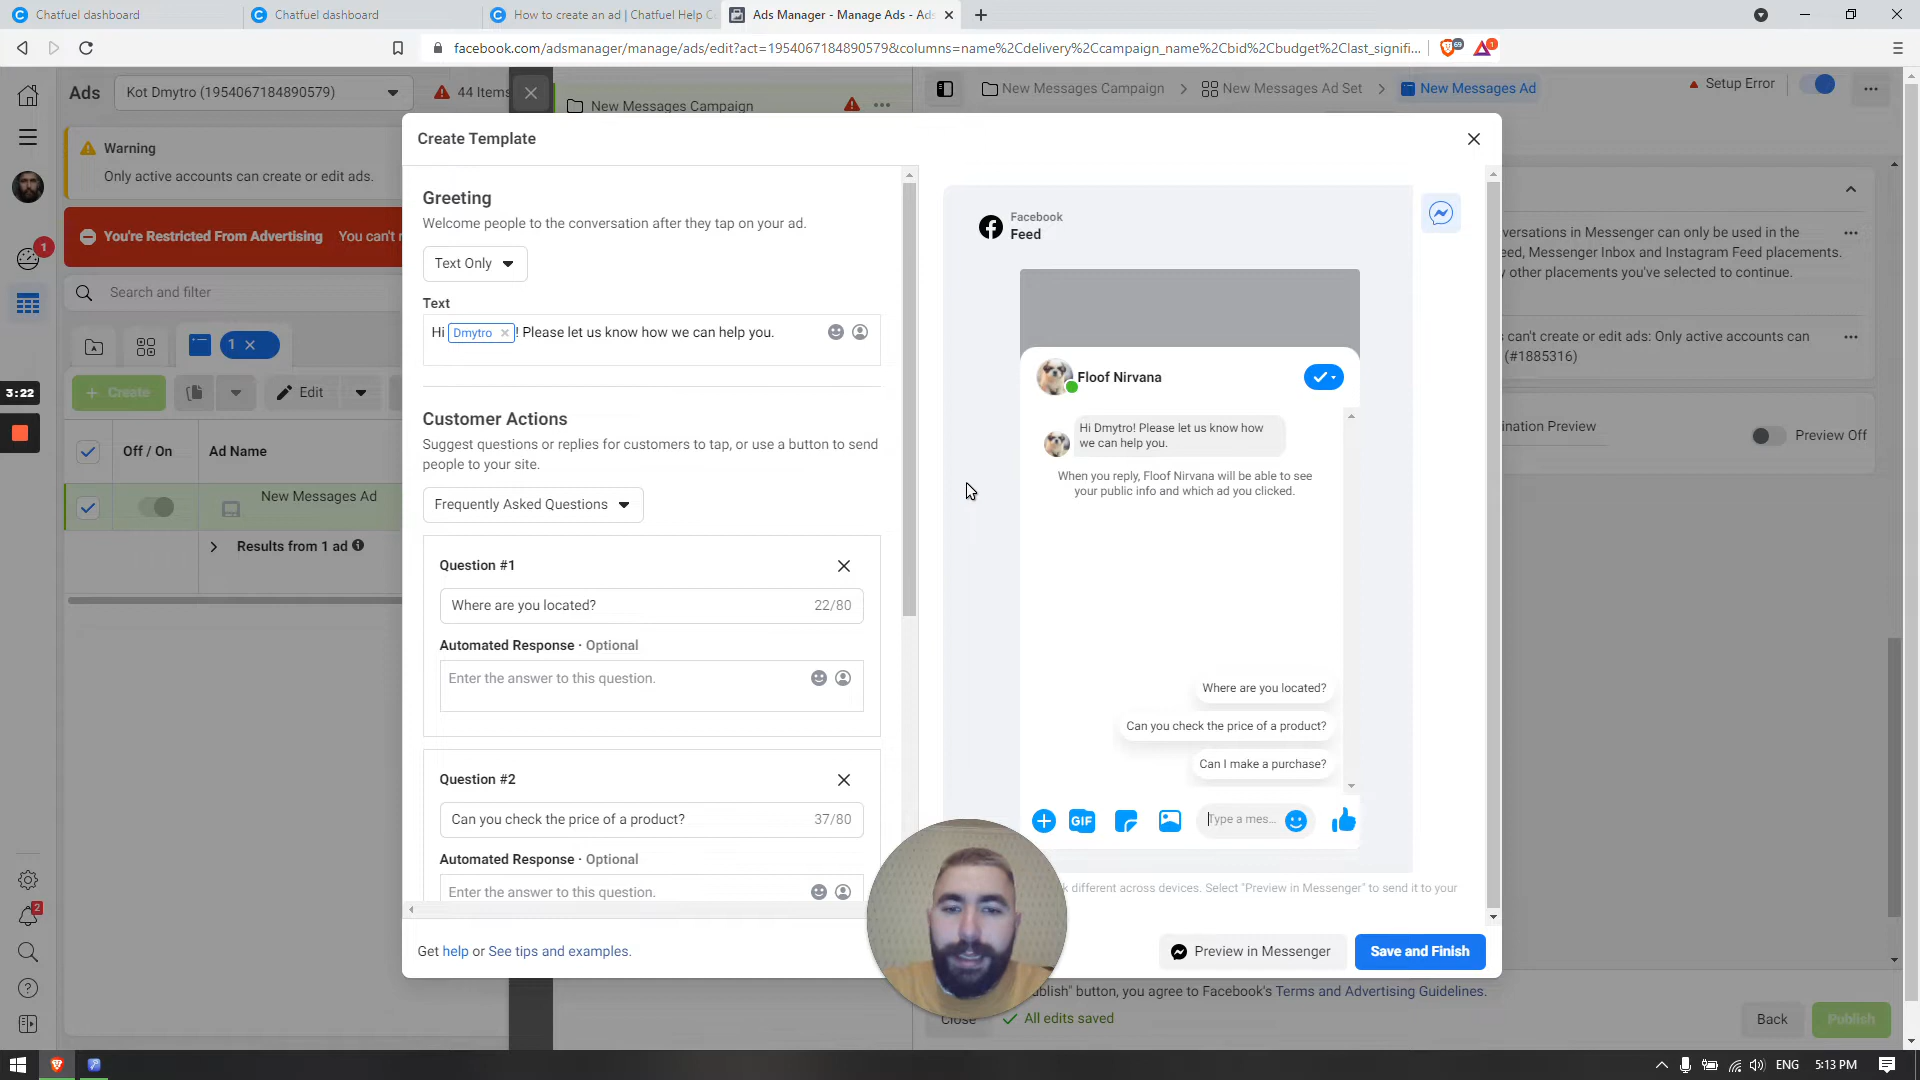 Chatfuel dashboard
Chatfuel dashboard
How to create an ad | Chatfuel Help C
Ads Manager - Manage Ads - Ads
facebook.com/adsmanager/manage/ads/edit?act=1954067184890579&columns=name%2Cdelivery%2Ccampaign_name%2Cbid%2Cbudget%2Clast_signifi...
69
1
Ads
Kot Dmytro (1954067184890579)
44 Items
New Messages Campaign
New Messages Campaign
New Messages Ad Set
New Messages Ad
Setup Error
Warning
Only active accounts can create or edit ads.
You're Restricted From Advertising
You can't r
1
Search and filter
1
3:22
Create
Edit
Off / On
Ad Name
New Messages Ad
Results from 1 ad
2
Create Template
Greeting
Welcome people to the conversation after they tap on your ad.
Text Only
Text
Hi Dmytro ! Please let us know how we can help you.
Customer Actions
Suggest questions or replies for customers to tap, or use a button to send
people to your site.
Frequently Asked Questions
Question #1
Where are you located?
22/80
Automated Response · Optional
Enter the answer to this question.
Question #2
Can you check the price of a product?
37/80
Automated Response · Optional
Enter the answer to this question.
Get help or See tips and examples.
Facebook
Feed
Floof Nirvana
Hi Dmytro! Please let us know how
we can help you.
When you reply, Floof Nirvana will be able to see
your public info and which ad you clicked.
Where are you located?
Can you check the price of a product?
Can I make a purchase?
GIF
Type a mes...
different across devices. Select "Preview in Messenger" to send it to your
Preview in Messenger
Save and Finish
versations in Messenger can only be used in the
eed, Messenger Inbox and Instagram Feed placements.
y other placements you've selected to continue.
s can't create or edit ads: Only active accounts can
(#1885316)
ination Preview
Preview Off
ublish" button, you agree to Facebook's Terms and Advertising Guidelines.
Close
All edits saved
Back
Publish
ENG
5:13 PM